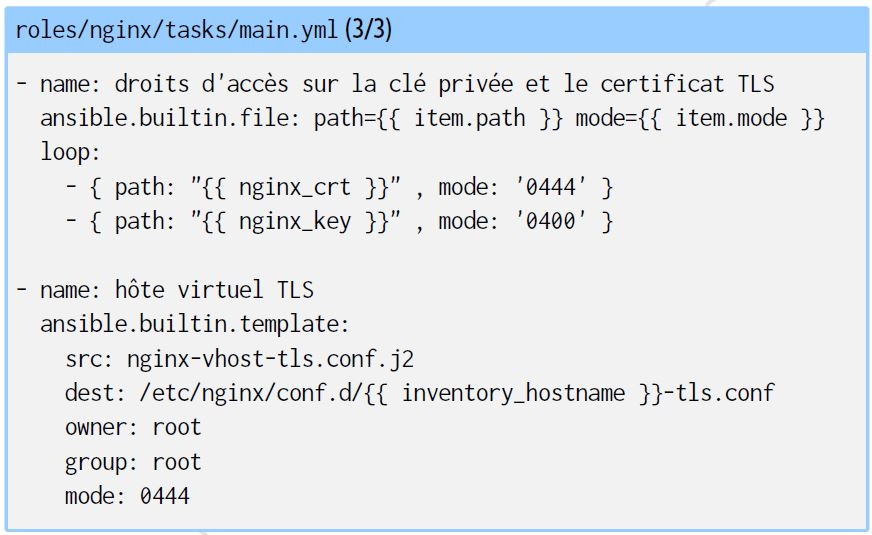 roles/nginx/tasks/main.yml (3/3)
- name: droits d'accès sur la clé privée et le certificat TLS
  ansible.builtin.file: path={{ item.path }} mode={{ item.mode }}
  loop:
    - { path: "{{ nginx_crt }}" , mode: '0444' }
    - { path: "{{ nginx_key }}" , mode: '0400' }

- name: hôte virtuel TLS
  ansible.builtin.template:
    src: nginx-vhost-tls.conf.j2
    dest: /etc/nginx/conf.d/{{ inventory_hostname }}-tls.conf
    owner: root
    group: root
    mode: 0444